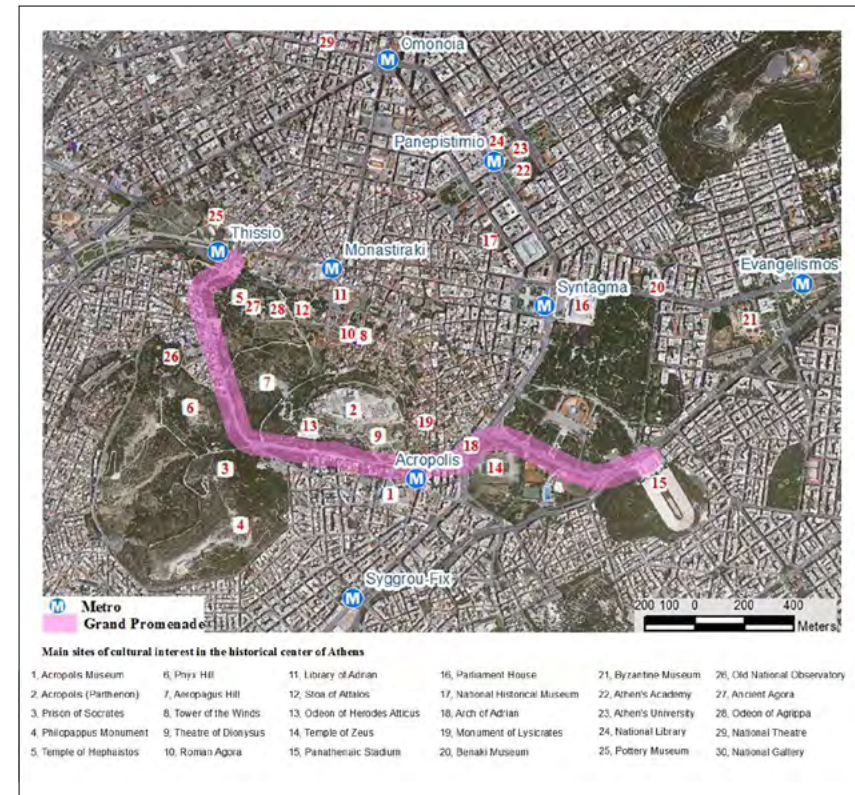 29
Omonoia
M
24
Panepistimio
23
M
22
25
Thissio
M
17
Monastiraki
M
Evangelismos
20
M
5
27
28
12
11
Syntagma
M
16
21
10
8
26
7
6
2
13
9
19
18
3
Acropolis
M
14
15
1
4
Syggrou-Fix
M
M Metro
Grand Promenade
200 100 0 200 400
Meters
Main sites of cultural interest in the historical center of Athens
1, Acropolis Museum
2, Acropolis (Parthenon)
3, Prison of Socrates
4, Philopappus Monument
5, Temple of Hephaistos
6, Pnyx Hill
7, Aeropagus Hill
8, Tower of the Winds
9, Theatre of Dionysus
10, Roman Agora
11, Library of Adrian
12, Stoa of Attalos
13, Odeon of Herodes Atticus
14, Temple of Zeus
15, Panathenaic Stadium
16, Parliament House
17, National Historical Museum
18, Arch of Adrian
19, Monument of Lysicrates
20, Benaki Museum
21, Byzantine Museum
22, Athen's Academy
23, Athen's University
24, National Library
25, Pottery Museum
26, Old National Observatory
27, Ancient Agora
28, Odeon of Agrippa
29, National Theatre
30, National Gallery